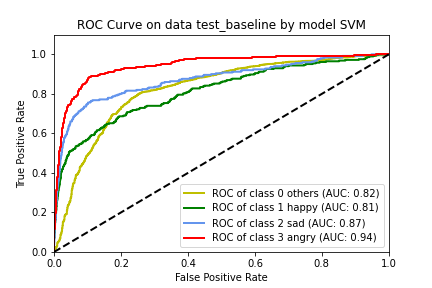 ROC Curve on data test_baseline by model SVM
True Positive Rate
1.0
0.8
0.6
0.4
0.2
0.0
ROC of class 0 others (AUC: 0.82)
ROC of class 1 happy (AUC: 0.81)
ROC of class 2 sad (AUC: 0.87)
ROC of class 3 angry (AUC: 0.94)
0.0 0.2 0.4 0.6 0.8 1.0
False Positive Rate